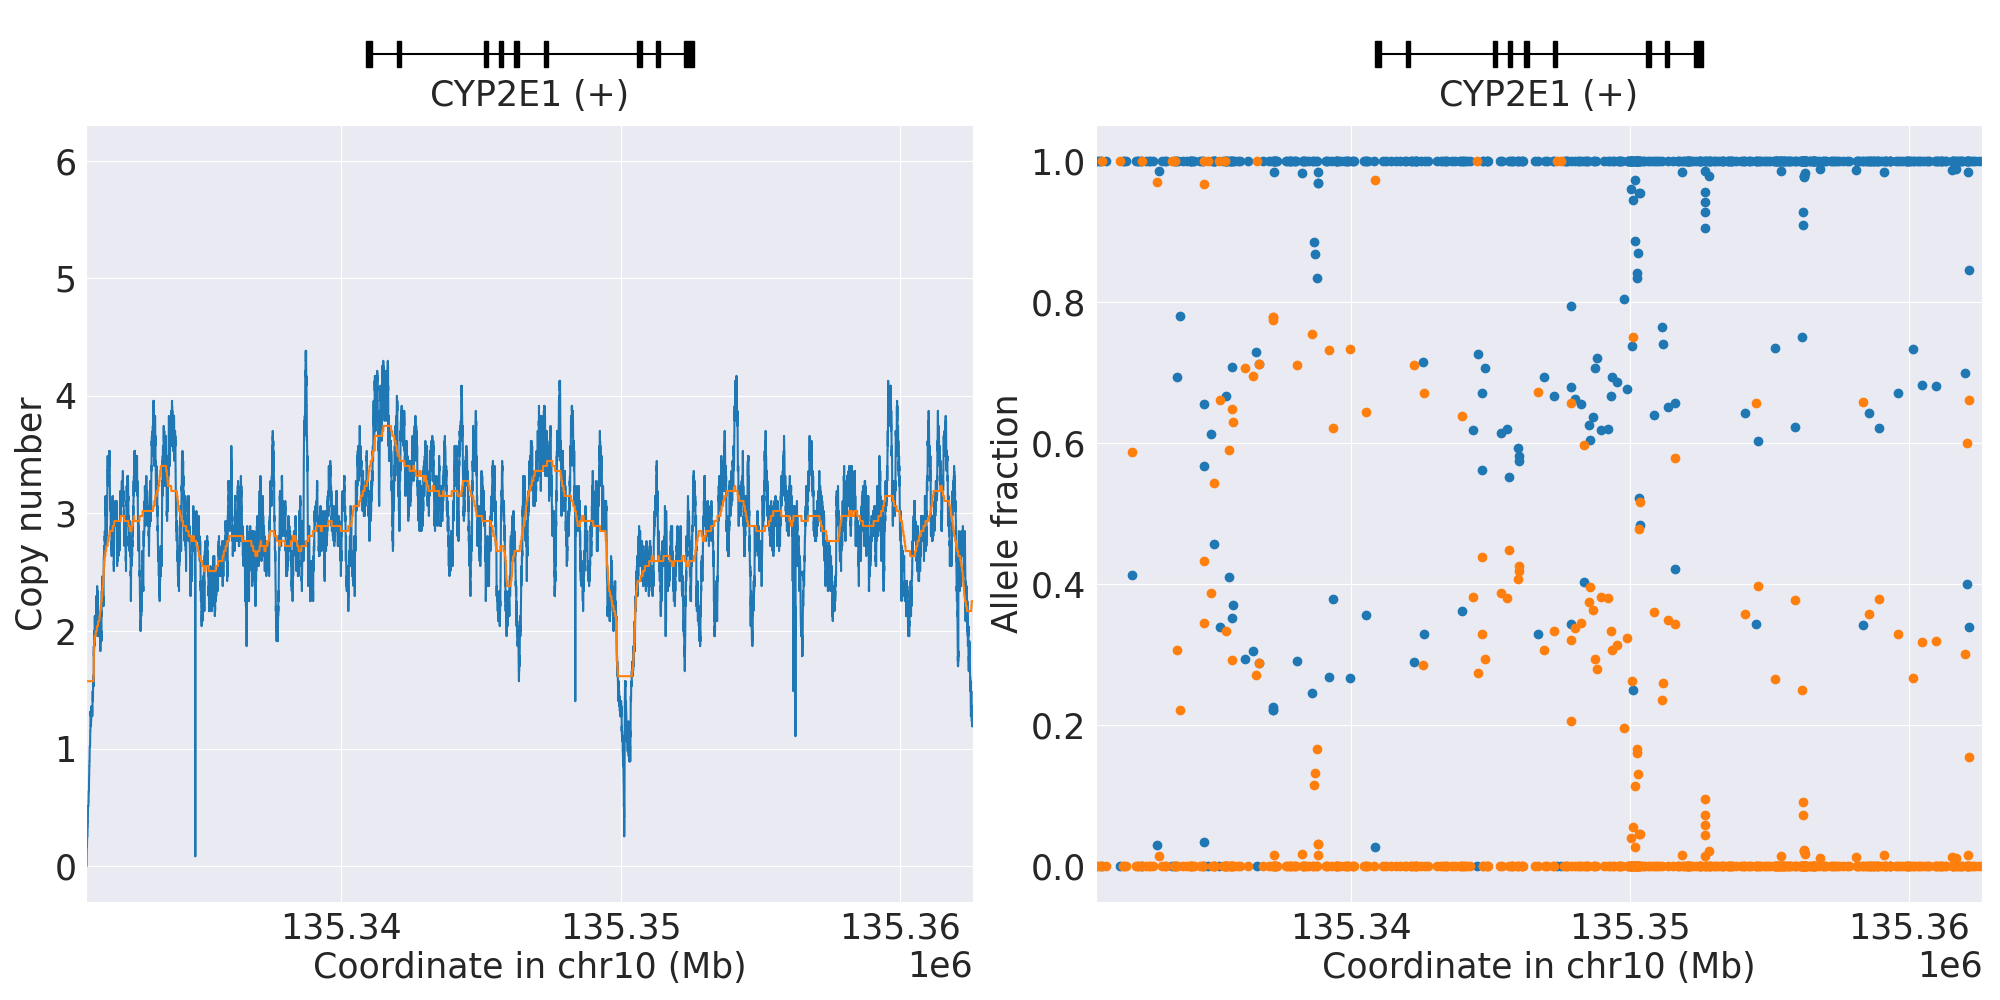 CYP2E1 (+)
6
5
4
3
2
1
0
Copy number
135.34 135.35 135.36
Coordinate in chr10 (Mb)
1e6
CYP2E1 (+)
1.0
0.8
0.6
0.4
0.2
0.0
Allele fraction
135.34 135.35 135.36
Coordinate in chr10 (Mb)
1e6